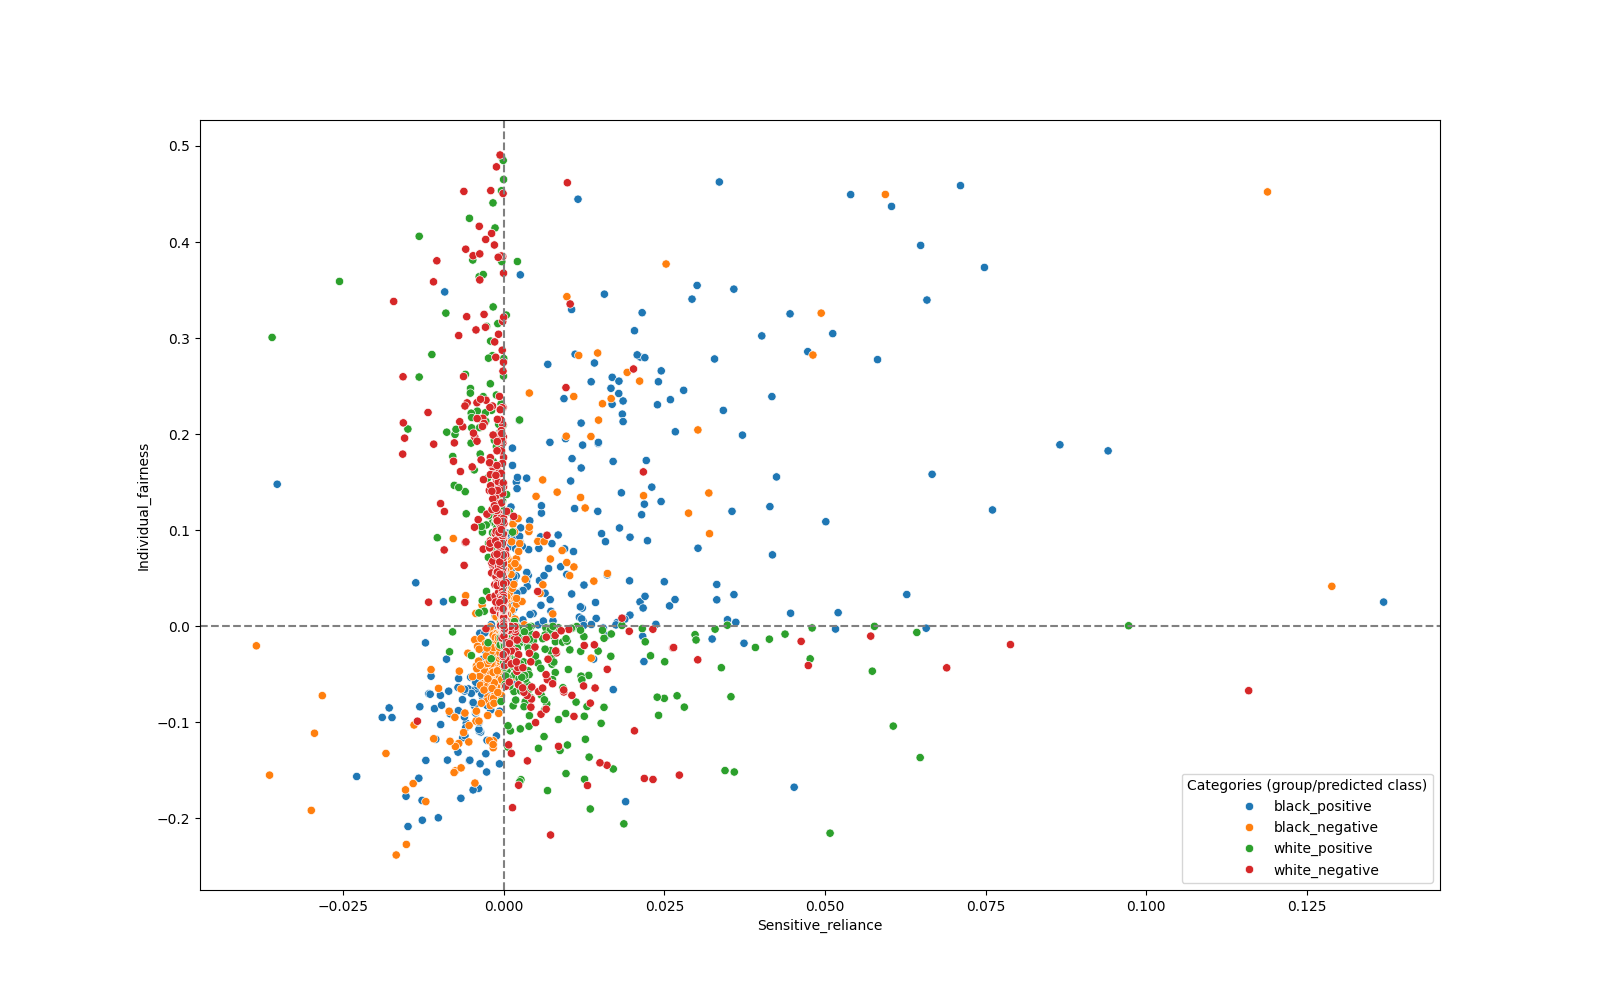 0.5
0.4
0.3
0.2
0.1
0.0
−0.1
−0.2
Individual_fairness
−0.025
0.000
0.025
0.050
0.075
0.100
0.125
Sensitive_reliance
Categories (group/predicted class)
black_positive
black_negative
white_positive
white_negative